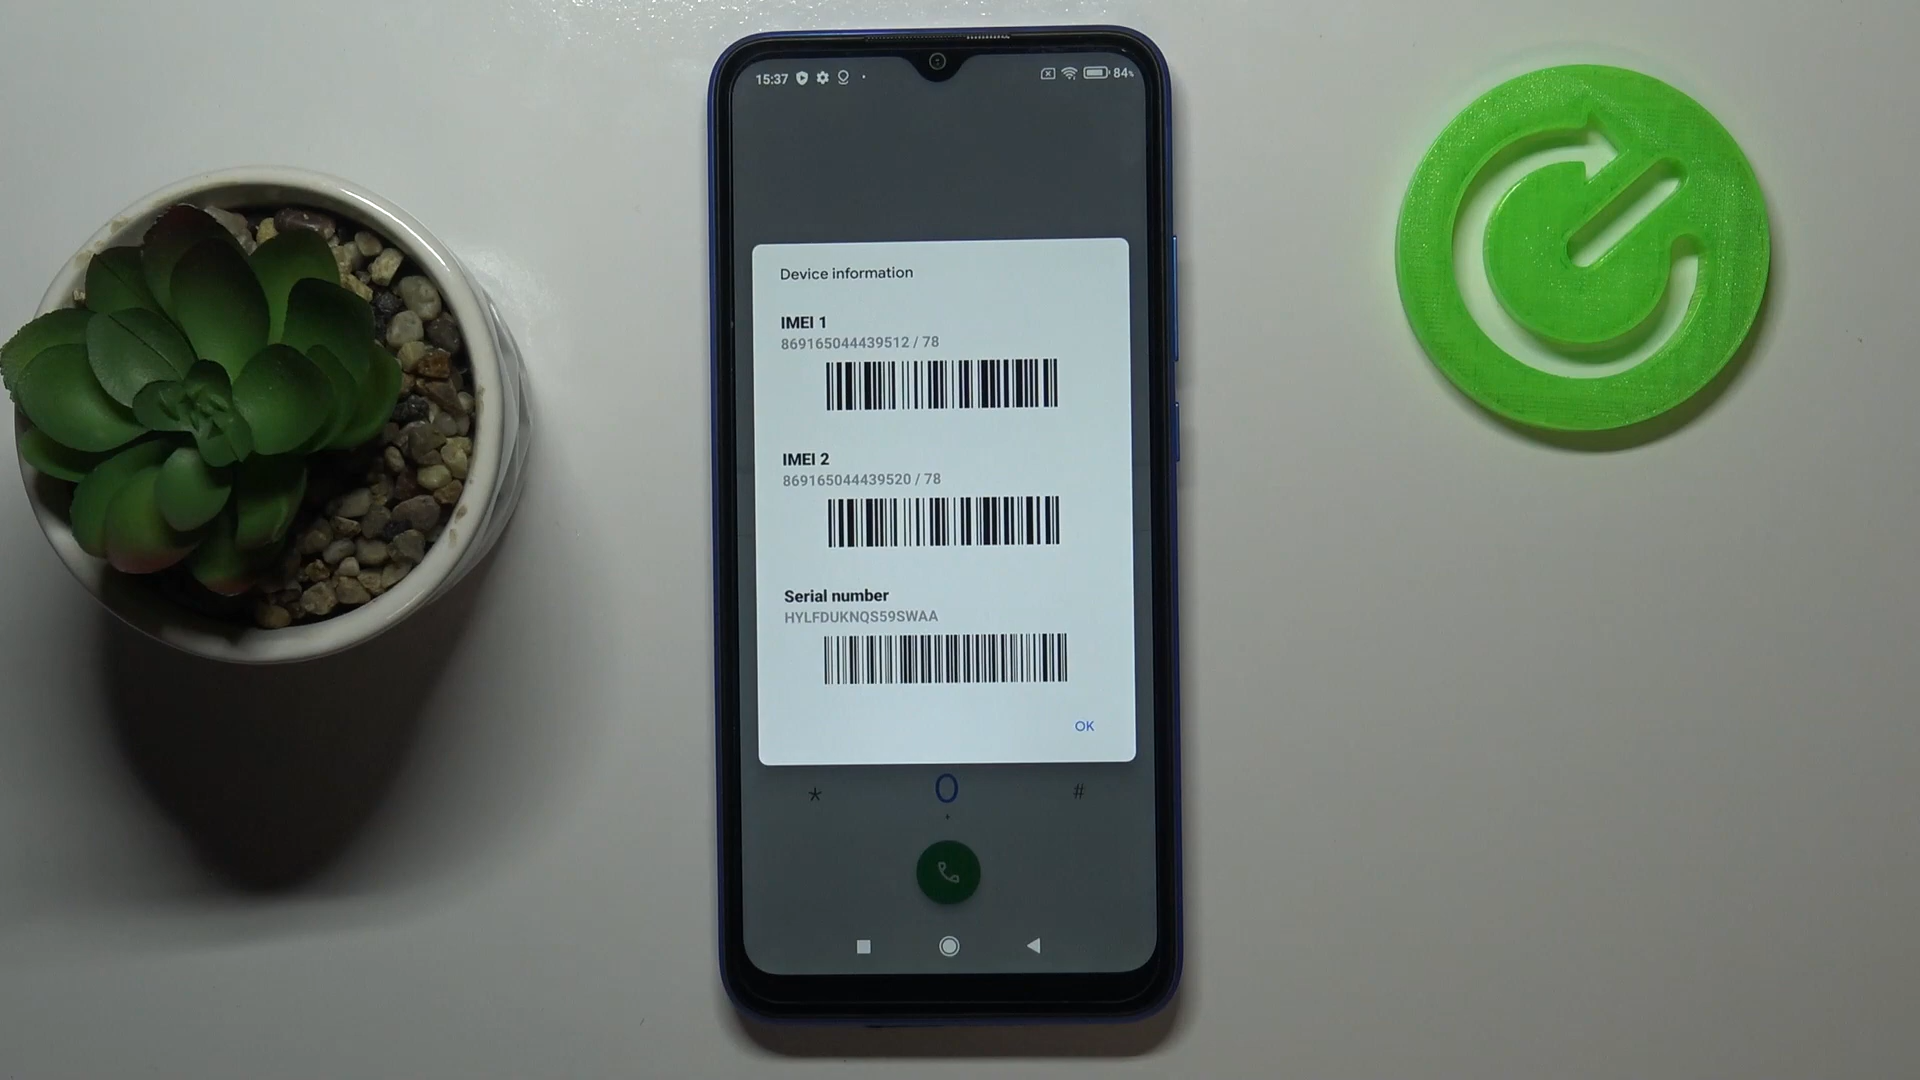 15:37 84%
Device information
IMEI 1
869165044439512 / 78
IMEI 2
869165044439520 / 78
Serial number
HYLFDUKNQS59SWAA
OK
* 0 #
+